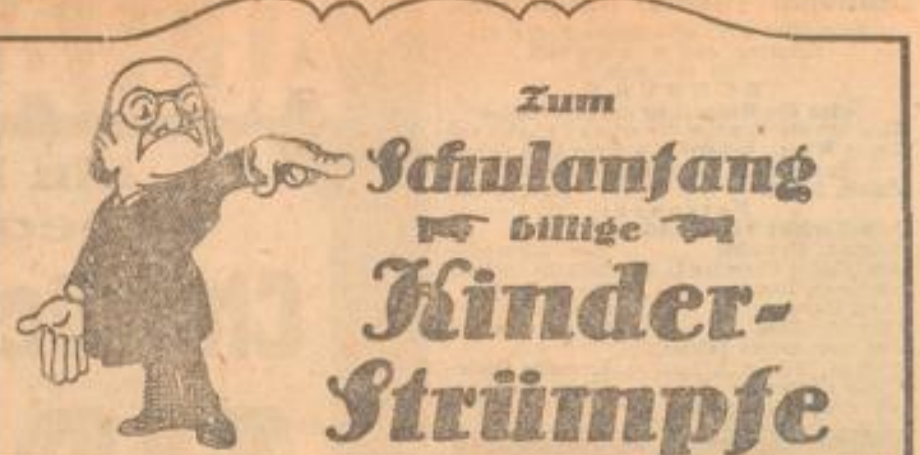 Zum
Schulanfang
billige
Kinder-
Strümpfe